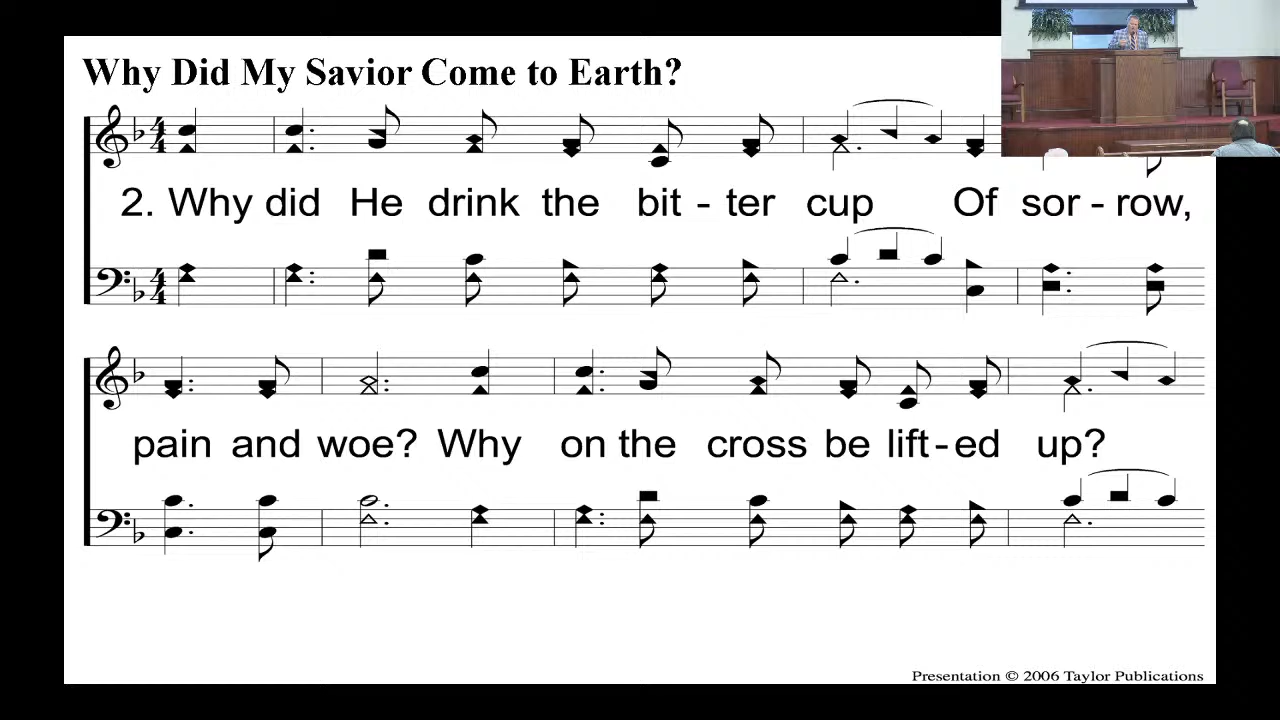 Why Did My Savior Come to Earth?
2. Why did He drink the bit - ter cup Of sor - row,
pain and woe? Why on the cross be lift - ed up?
Presentation © 2006 Taylor Publications